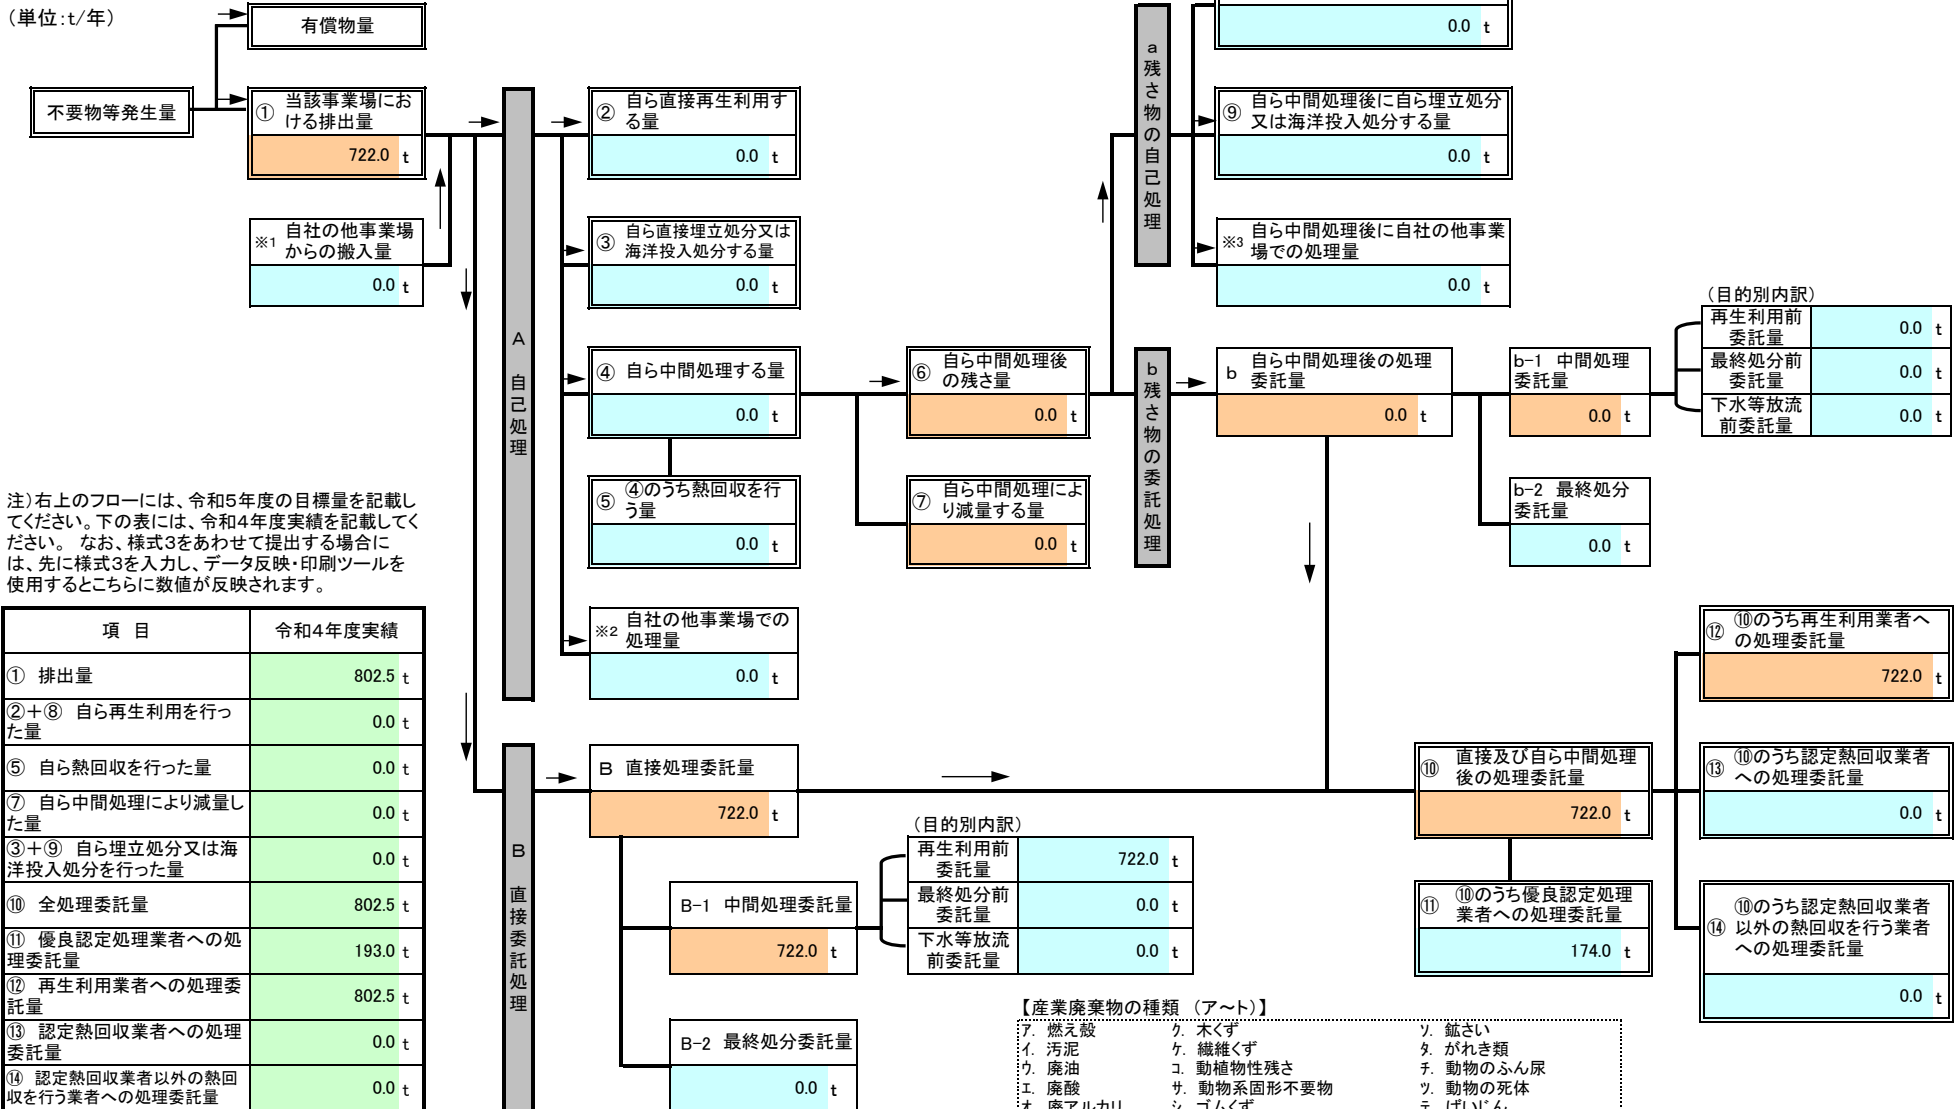 （単位：t/年）
有償物量
不要物等発生量
① 当該事業場にお
ける排出量
722.0 t
※1 自社の他事業場
からの搬入量
0.0 t
A 自己処理
② 自ら直接再生利用す
る量
0.0 t
③ 自ら直接埋立処分又は
海洋投入処分する量
0.0 t
④ 自ら中間処理する量
0.0 t
⑤ ④のうち熱回収を行
う量
0.0 t
※2 自社の他事業場での
処理量
0.0 t
⑥ 自ら中間処理後
の残さ量
0.0 t
⑦ 自ら中間処理によ
り減量する量
0.0 t
a 残さ物の自己処理
0.0 t
⑨ 自ら中間処理後に自ら埋立処分
又は海洋投入処分する量
0.0 t
※3 自ら中間処理後に自社の他事業
場での処理量
0.0 t
b 残さ物の委託処理
b 自ら中間処理後の処理
委託量
0.0 t
b-1 中間処理
委託量
0.0 t
（目的別内訳）
再生利用前
委託量
0.0 t
最終処分前
委託量
0.0 t
下水等放流
前委託量
0.0 t
b-2 最終処分
委託量
0.0 t
注）右上のフローには、令和5年度の目標量を記載し
てください。下の表には、令和4年度実績を記載してく
ださい。 なお、様式3をあわせて提出する場合に
は、先に様式3を入力し、データ反映・印刷ツールを
使用するとこちらに数値が反映されます。
項 目 令和4年度実績
① 排出量 802.5 t
②＋⑧ 自ら再生利用を行っ
た量 0.0 t
⑤ 自ら熱回収を行った量 0.0 t
⑦ 自ら中間処理により減量し
た量 0.0 t
③＋⑨ 自ら埋立処分又は海
洋投入処分を行った量 0.0 t
⑩ 全処理委託量 802.5 t
⑪ 優良認定処理業者への処
理委託量 193.0 t
⑫ 再生利用業者への処理委
託量 802.5 t
⑬ 認定熱回収業者への処理
委託量 0.0 t
⑭ 認定熱回収業者以外の熱回
収を行う業者への処理委託量 0.0 t
B 直接委託処理
B 直接処理委託量
722.0 t
B-1 中間処理委託量
722.0 t
（目的別内訳）
再生利用前
委託量
722.0 t
最終処分前
委託量
0.0 t
下水等放流
前委託量
0.0 t
B-2 最終処分委託量
0.0 t
⑩ 直接及び自ら中間処理
後の処理委託量
722.0 t
⑪ ⑩のうち優良認定処理
業者への処理委託量
174.0 t
⑫ ⑩のうち再生利用業者へ
の処理委託量
722.0 t
⑬ ⑩のうち認定熱回収業者
への処理委託量
0.0 t
⑭ ⑩のうち認定熱回収業者
以外の熱回収を行う業者
への処理委託量
0.0 t
【産業廃棄物の種類 （ア～ト）】
ア. 燃え殻 ク. 木くず ソ. 鉱さい
イ. 汚泥 ケ. 繊維くず タ. がれき類
ウ. 廃油 コ. 動植物性残さ チ. 動物のふん尿
エ. 廃酸 サ. 動物系固形不要物 ツ. 動物の死体
オ. 廃アルカリ シ. ゴムくず テ. ばいじん